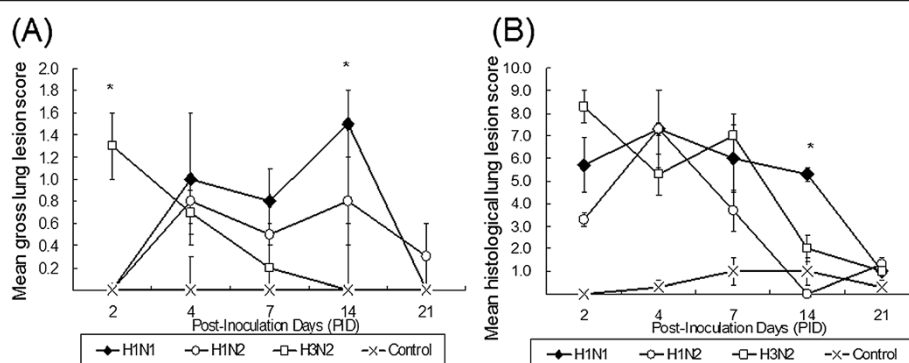 (A)
Mean gross lung lesion score
2.0
1.8
1.6
1.4
1.2
1.0
0.8
0.6
0.4
0.2
*
*
2 4 7 14 21
Post-Inoculation Days (PID)
H1N1 H1N2 H3N2 Control
(B)
Mean histological lung lesion score
10.0
9.0
8.0
7.0
6.0
5.0
4.0
3.0
2.0
1.0
*
2 4 7 14 21
Post-Inoculation Days (PID)
H1N1 H1N2 H3N2 Control